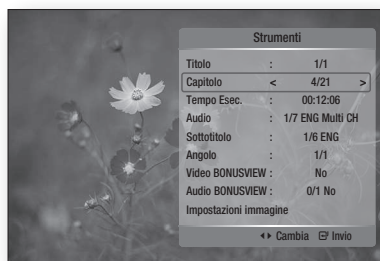 Strumenti
Titolo : 1/1
Capitolo < 4/21 >
Tempo Esec. : 00:12:06
Audio : 1/7 ENG Multi CH
Sottotitolo : 1/6 ENG
Angolo : 1/1
Video BONUSVIEW : No
Audio BONUSVIEW : 0/1 No
Impostazioni immagine
Cambia Invio